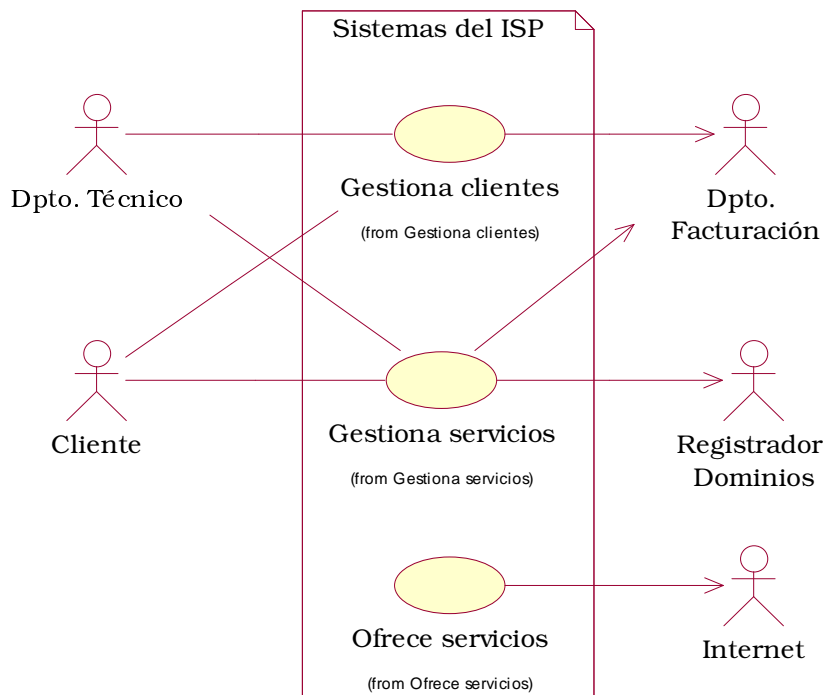 Sistemas del ISP
Dpto. Técnico
Gestiona clientes
(from Gestiona clientes)
Dpto.
Facturación
Cliente
Gestiona servicios
(from Gestiona servicios)
Registrador
Dominios
Ofrece servicios
(from Ofrece servicios)
Internet